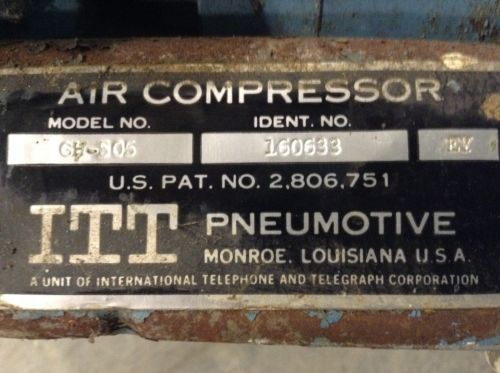 AIR COMPRESSOR
MODEL NO. IDENT. NO.
160633
U.S. PAT. NO. 2,806,751
ITT PNEUMOTIVE
MONROE. LOUISIANA U.S.A.
A UNIT OF INTERNATIONAL TELEPHONE AND TELEGRAPH CORPORATION